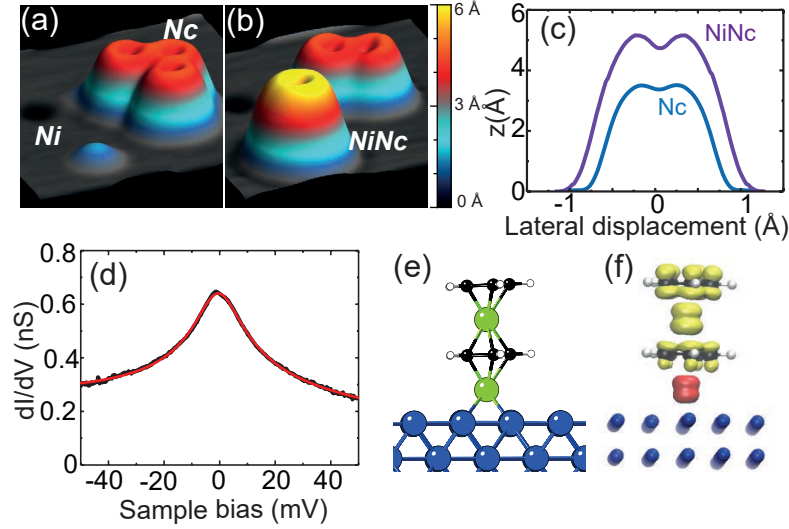 (a)
Nc
Ni
(b)
NiNc
6 Å
3 Å
0 Å
(c)
NiNc
Nc
z(Å)
6
4
2
0
-1
0
1
Lateral displacement (Å)
(d)
dI/dV (nS)
0.8
0.6
0.4
0.2
0
-40
-20
0
20
40
Sample bias (mV)
(e)
(f)